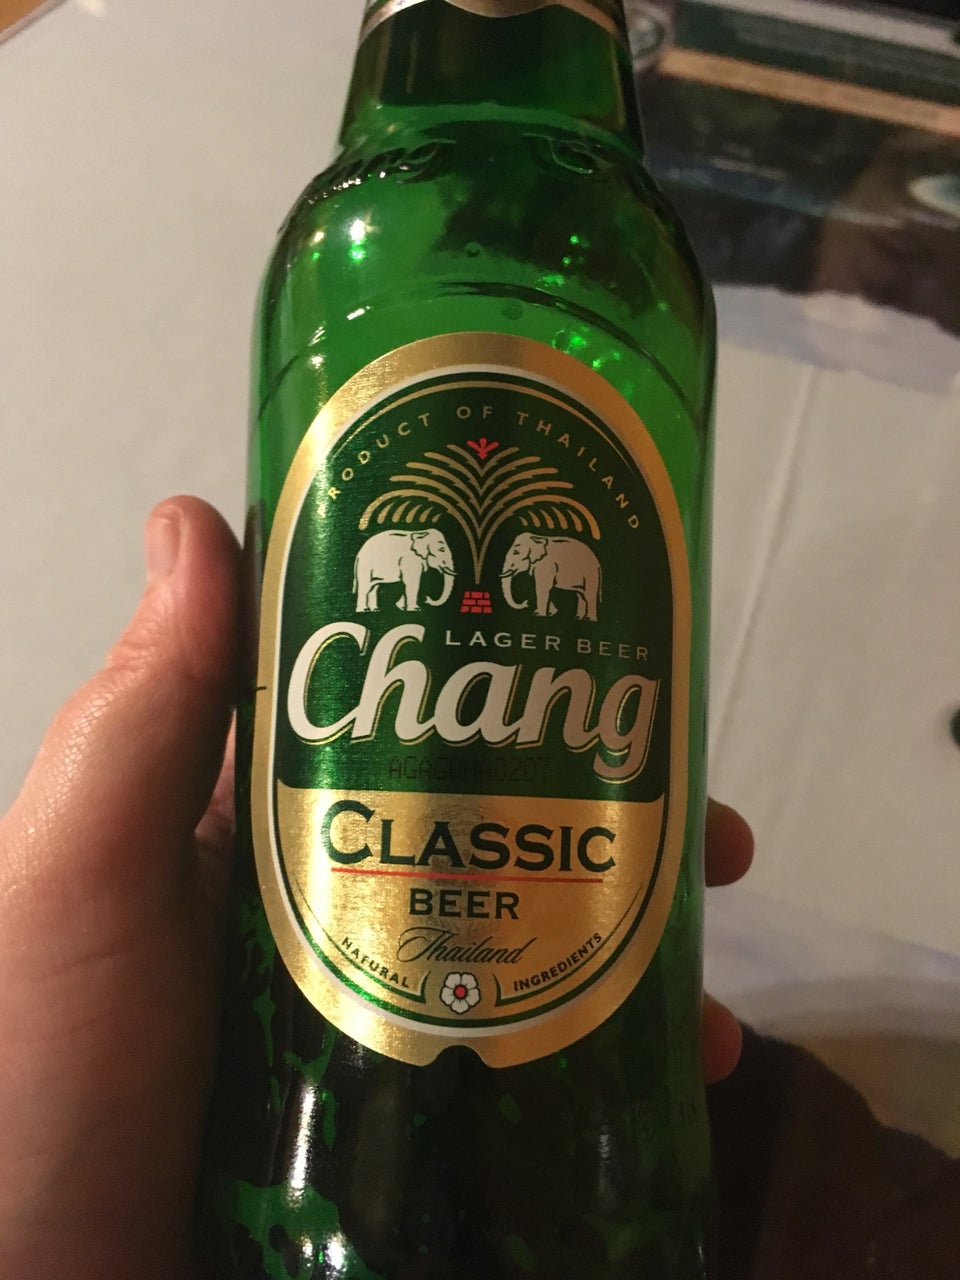 PRODUCT OF THAILAND
LAGER BEER
Chang
CLASSIC
BEER
Thailand
NATURAL INGREDIENTS